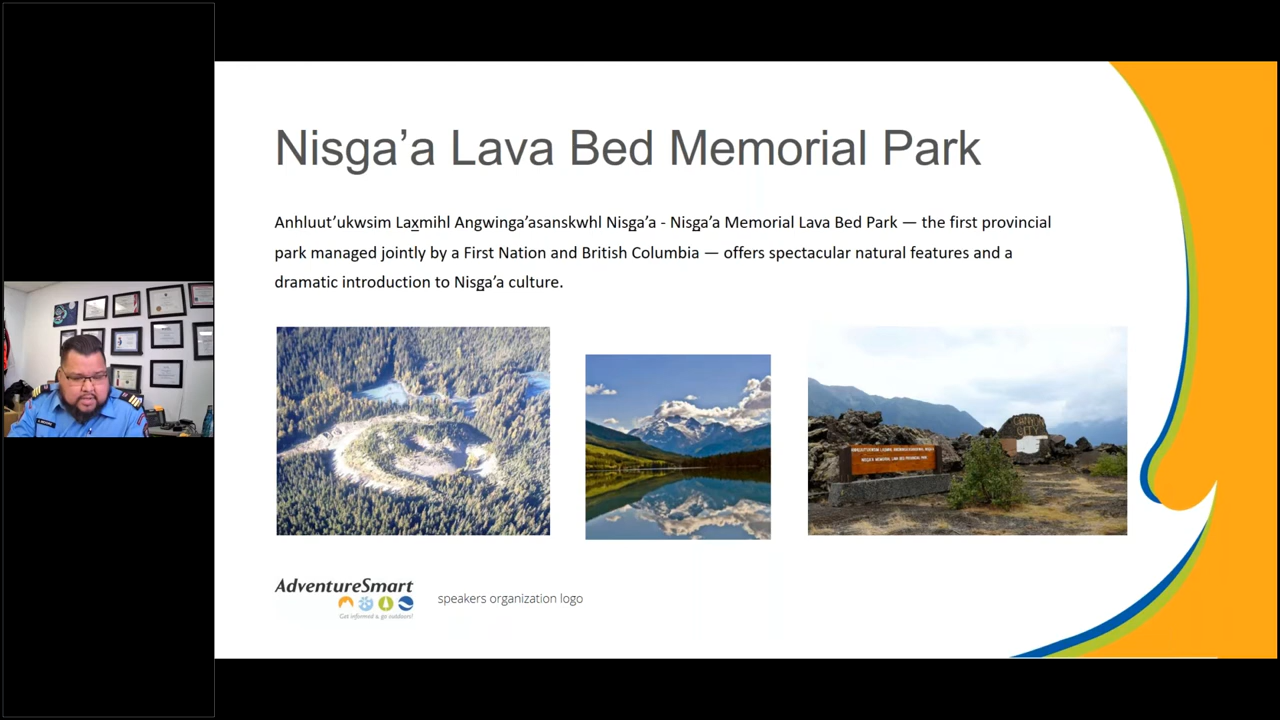 Nisga’a Lava Bed Memorial Park
Anhluut’ukwsim Lax̲mihl Angwinga’asanskwhl Nisga’a - Nisga’a Memorial Lava Bed Park — the first provincial
park managed jointly by a First Nation and British Columbia — offers spectacular natural features and a
dramatic introduction to Nisga’a culture.
AdventureSmart
Get informed & go outdoors!
speakers organization logo